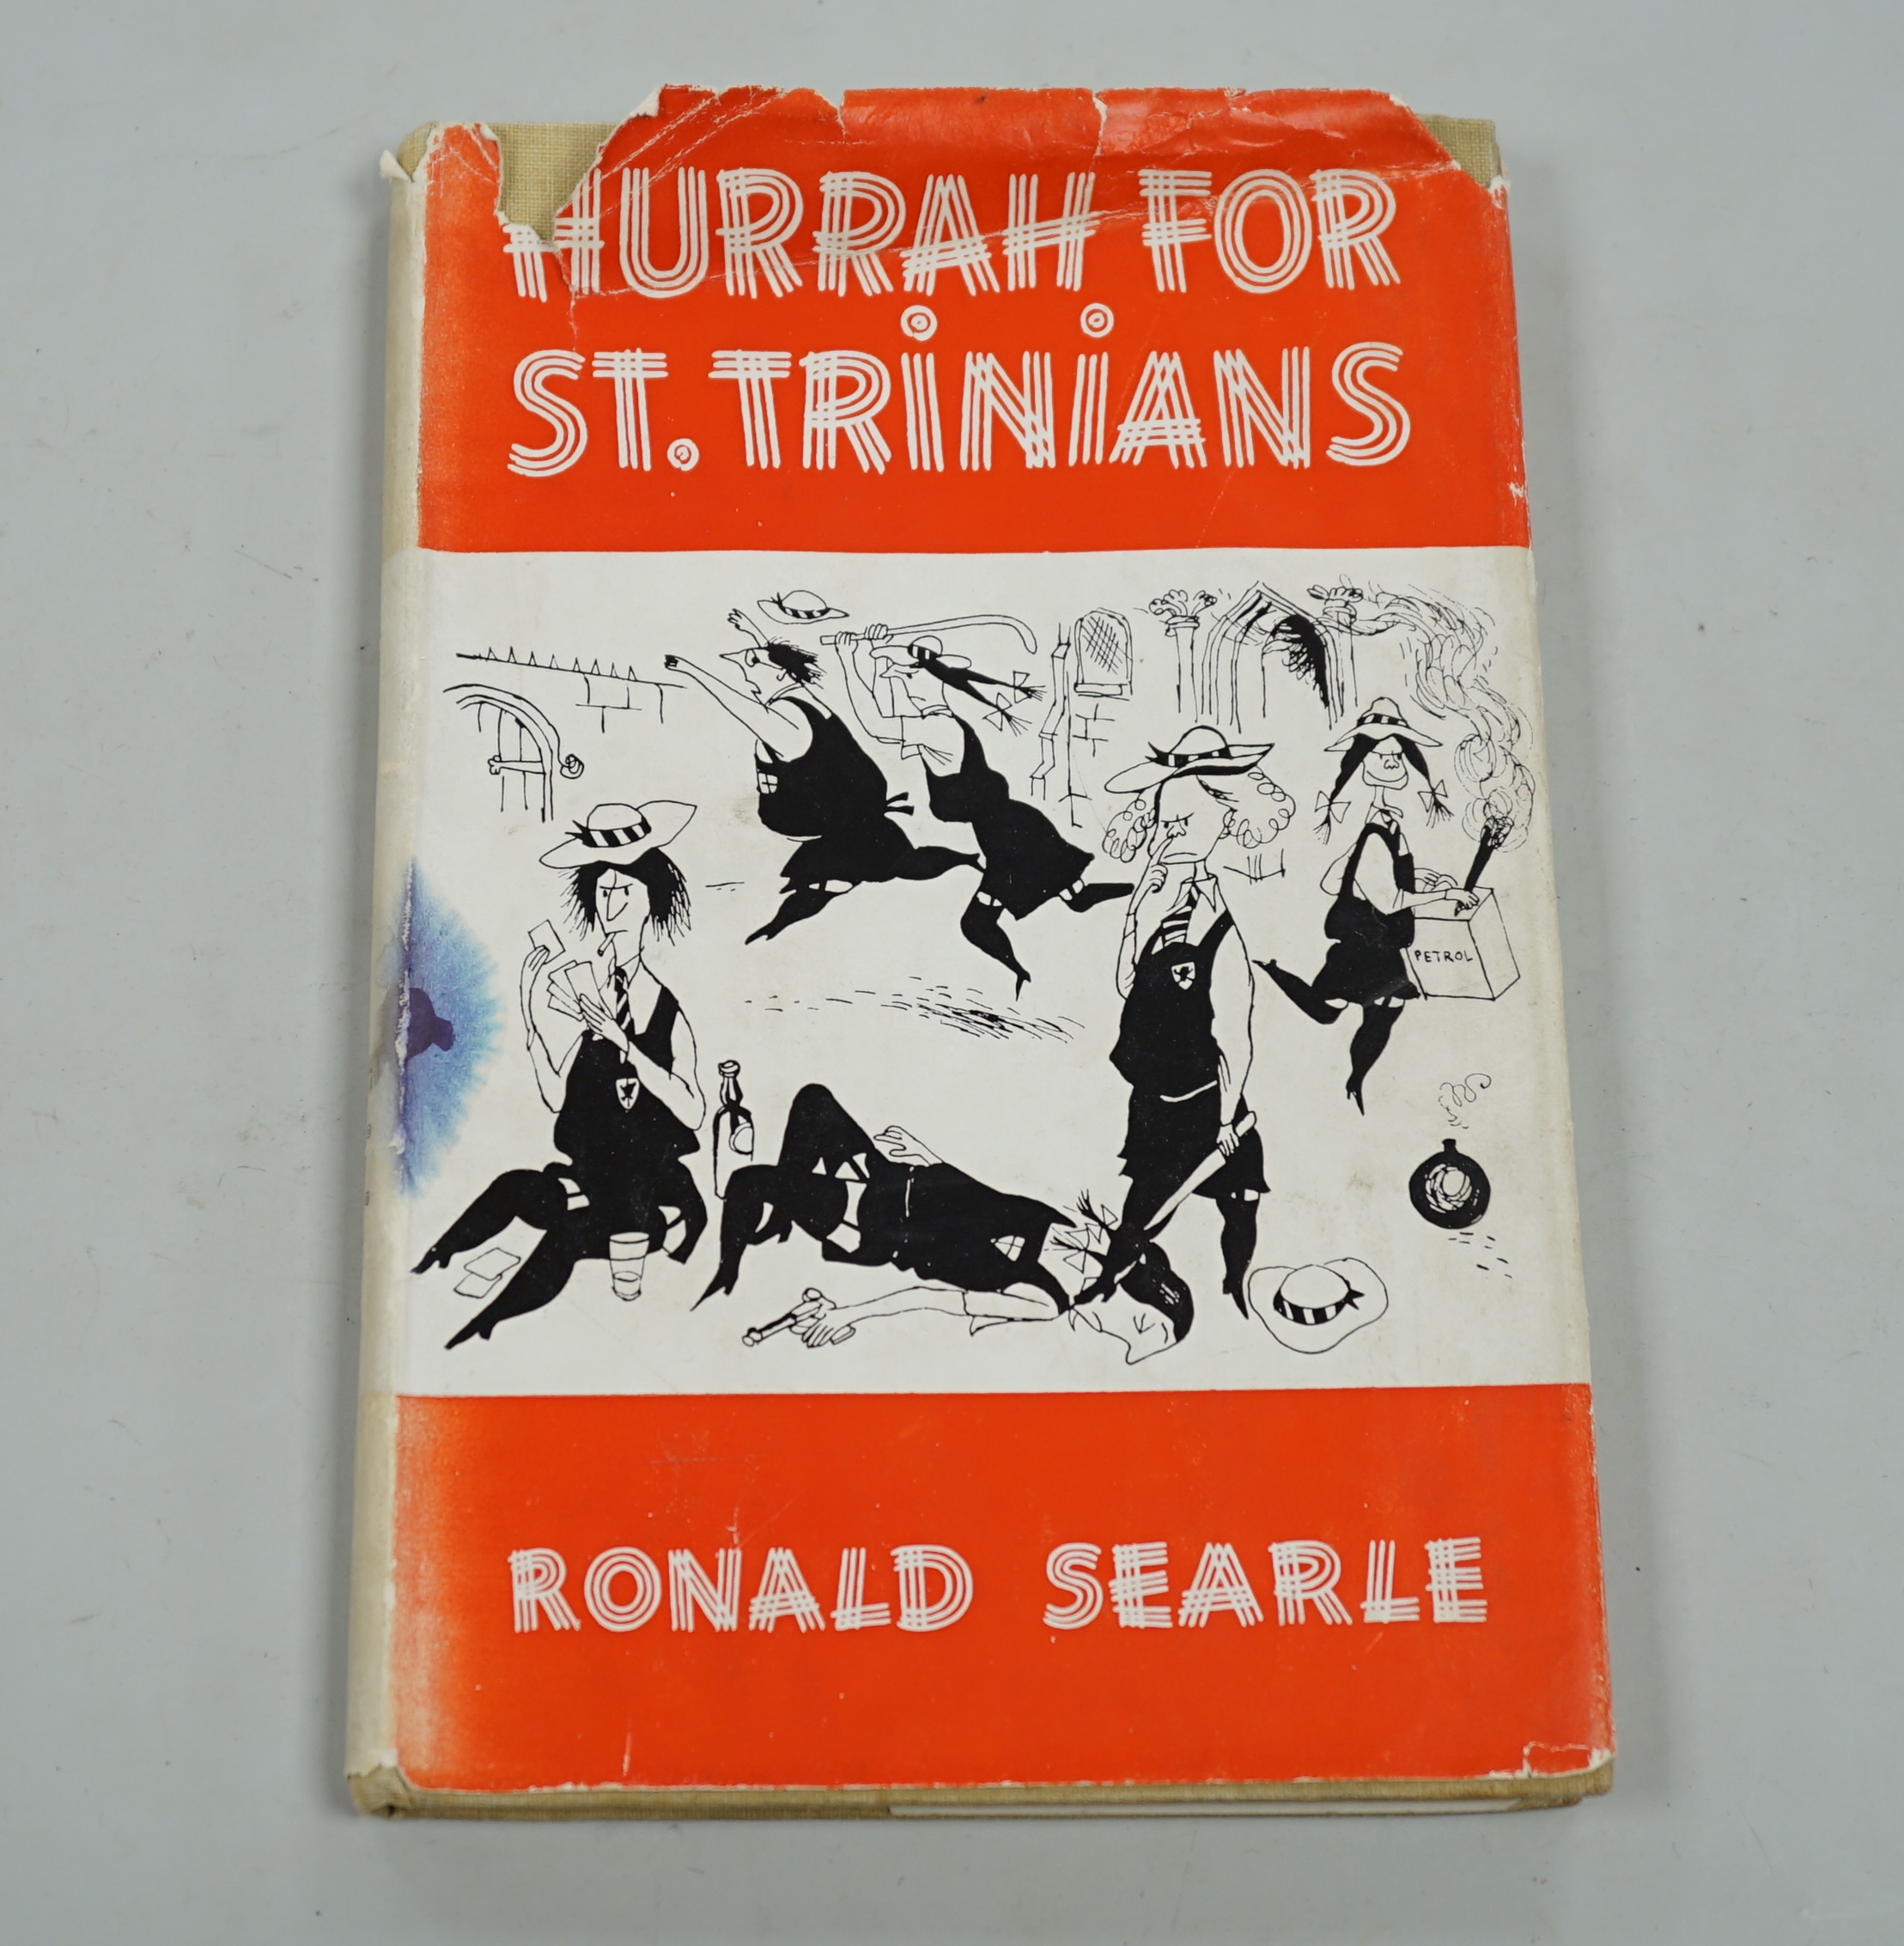 HURRAH FOR
ST. TRINIANS
PETROL
RONALD SEARLE